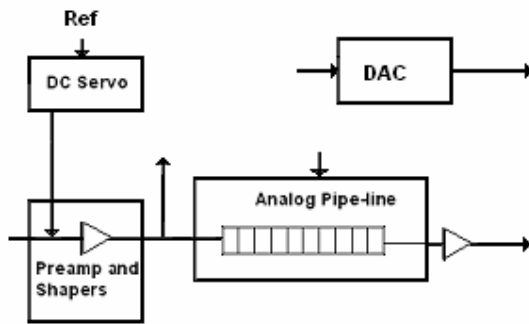 Ref
DC Servo
DAC
Analog Pipe-line
Preamp and
Shapers